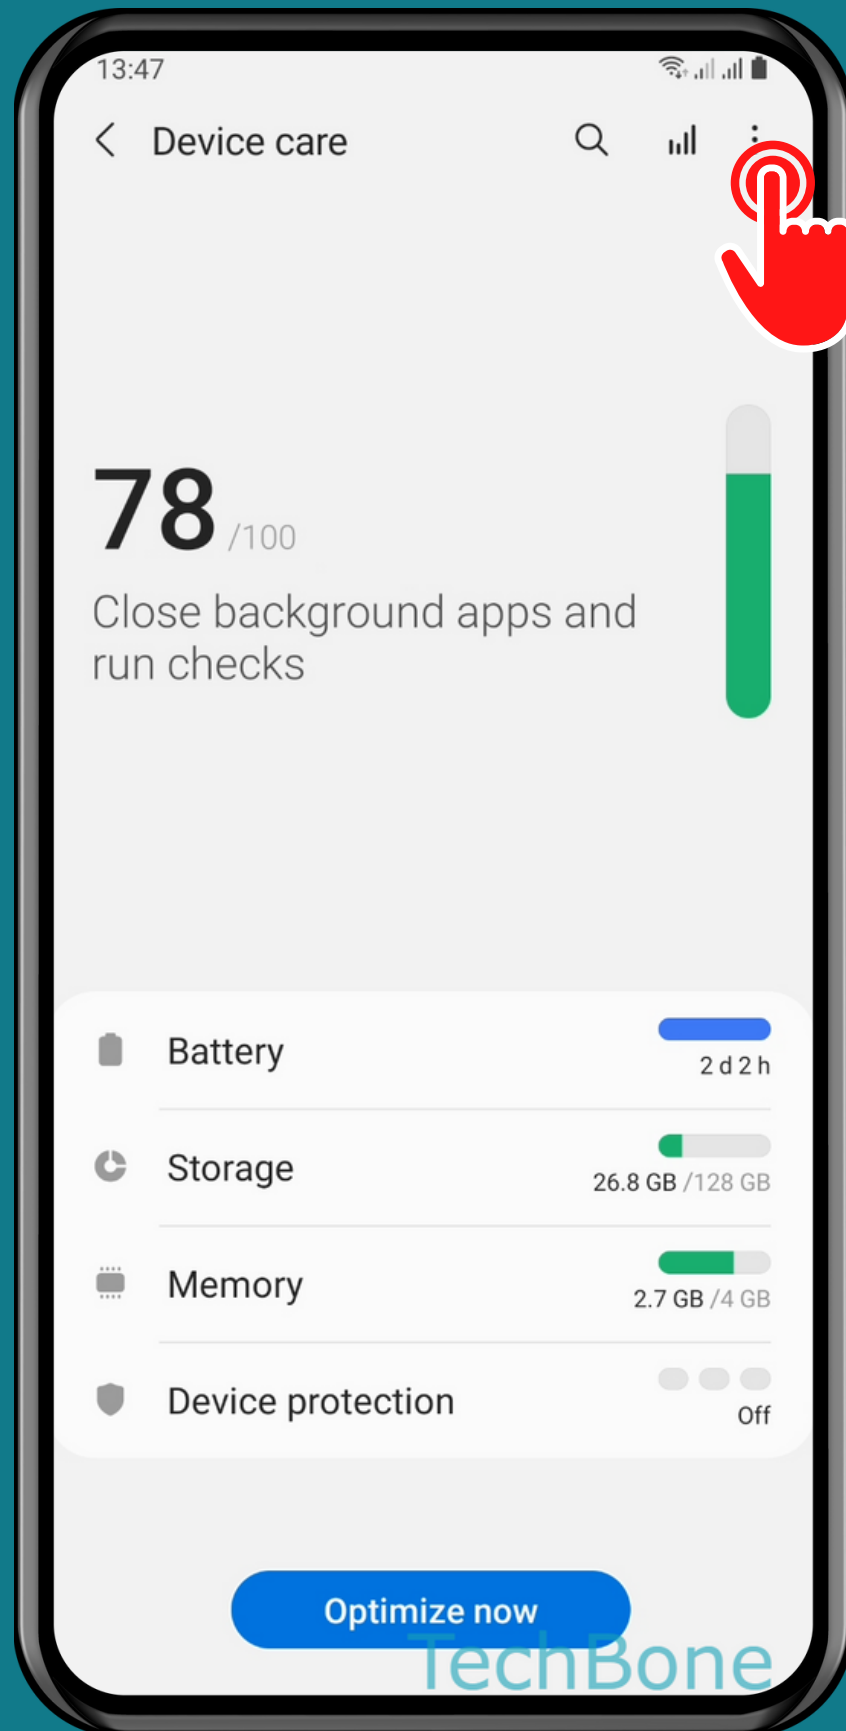 13:47
Device care
78 /100
Close background apps and
run checks
Battery
2 d 2 h
Storage
26.8 GB /128 GB
Memory
2.7 GB /4 GB
Device protection
Off
Optimize now
TechBone